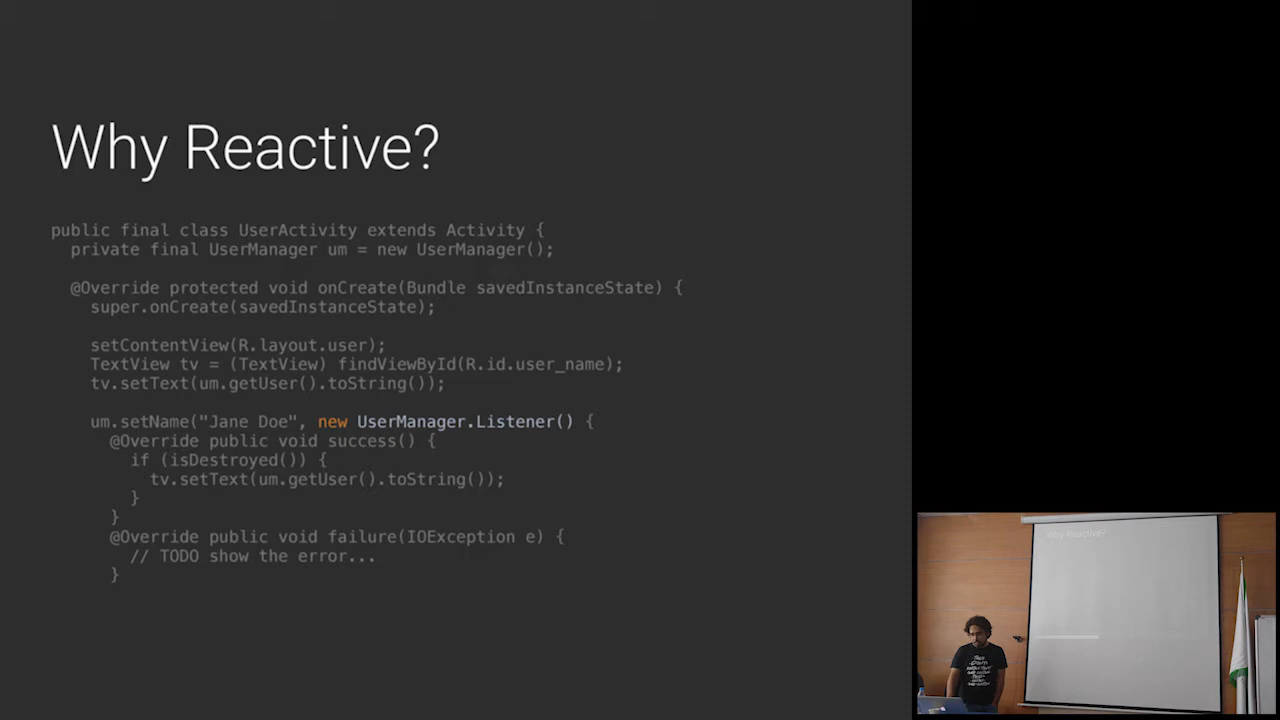 Why Reactive?
public final class UserActivity extends Activity {
private final UserManager um = new UserManager();
@Override protected void onCreate(Bundle savedInstanceState) {
super.onCreate(savedInstanceState);
setContentView(R.layout.user);
TextView tv = (TextView) findViewById(R.id.user_name);
tv.setText(um.getUser().toString());
um.setName("Jane Doe", new UserManager.Listener() {
@Override public void success() {
if (isDestroyed()) {
tv.setText(um.getUser().toString());
}
}
@Override public void failure(IOException e) {
// TODO show the error...
}
Why Reactive?